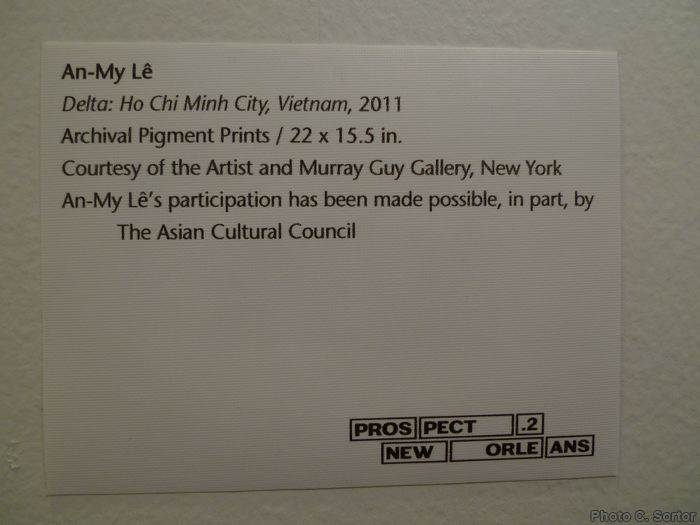 An-My Lê
Delta: Ho Chi Minh City, Vietnam, 2011
Archival Pigment Prints / 22 x 15.5 in.
Courtesy of the Artist and Murray Guy Gallery, New York
An-My Lê's participation has been made possible, in part, by
The Asian Cultural Council
PROS PECT .2
NEW ORLE ANS
Photo C. Sortor